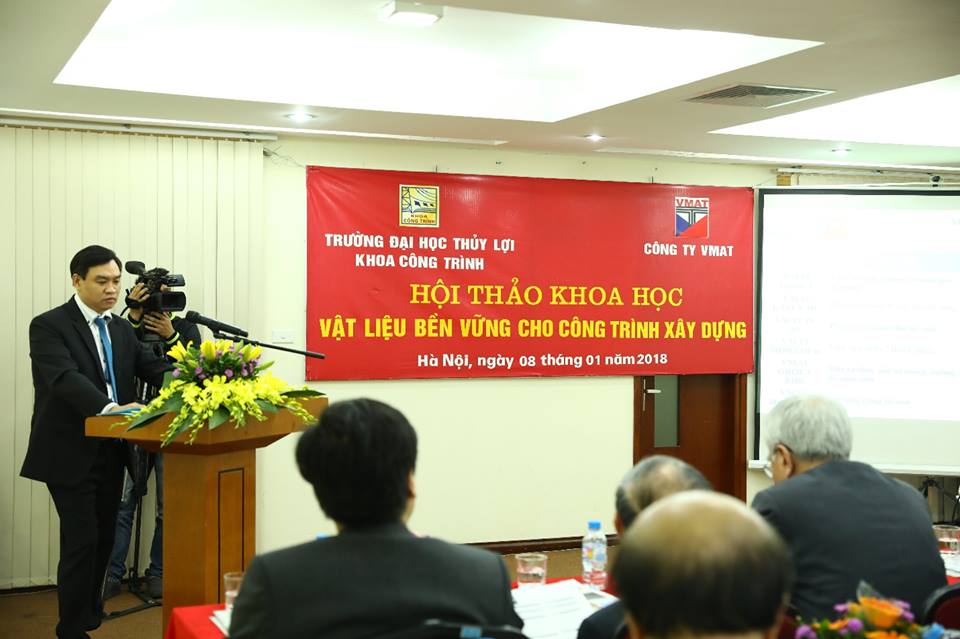 KHOA
CÔNG TRÌNH
VMAT
TRƯỜNG ĐẠI HỌC THỦY LỢI
KHOA CÔNG TRÌNH
CÔNG TY VMAT
HỘI THẢO KHOA HỌC
VẬT LIỆU BỀN VỮNG CHO CÔNG TRÌNH XÂY DỰNG
Hà Nội, ngày 08 tháng 01 năm 2018